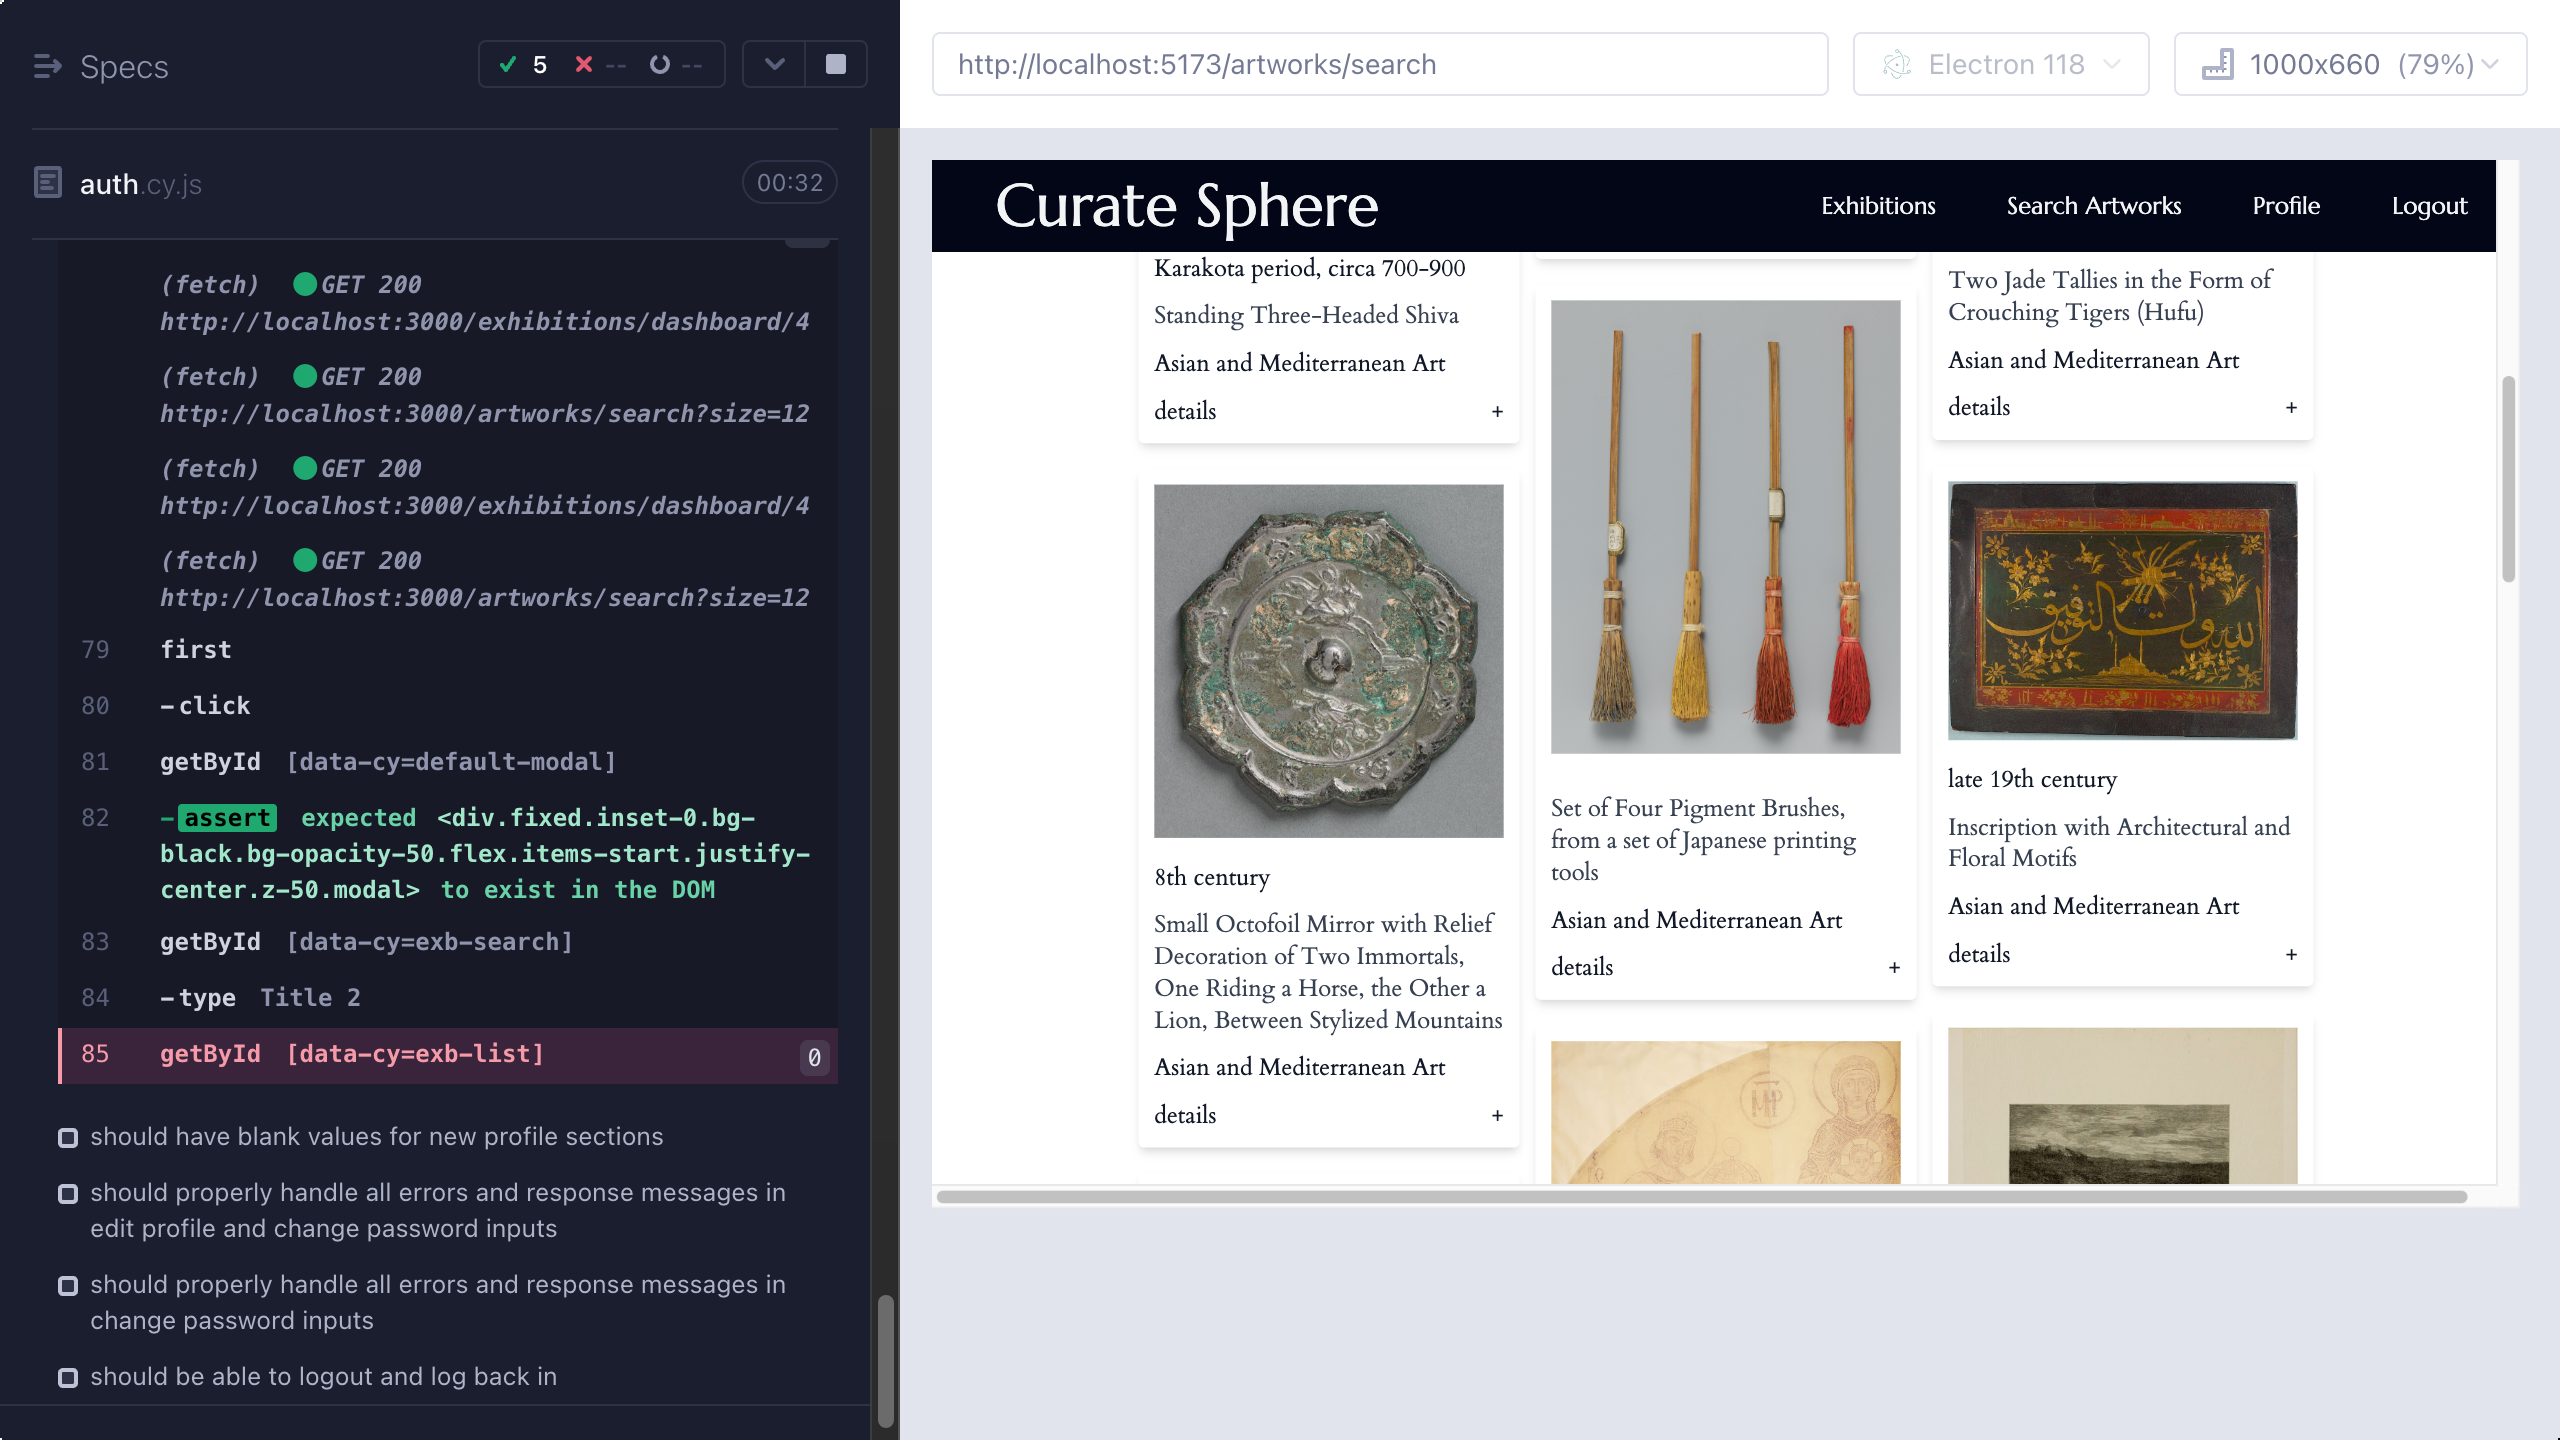 Specs
5
--
--
auth.cy.js
00:32
(fetch) GET 200
http://localhost:3000/exhibitions/dashboard/4
(fetch) GET 200
http://localhost:3000/artworks/search?size=12
(fetch) GET 200
http://localhost:3000/exhibitions/dashboard/4
(fetch) GET 200
http://localhost:3000/artworks/search?size=12
79 first
80 -click
81 getById [data-cy=default-modal]
82 -assert expected <div.fixed.inset-0.bg-
black.bg-opacity-50.flex.items-start.justify-
center.z-50.modal> to exist in the DOM
83 getById [data-cy=exb-search]
84 -type Title 2
85 getById [data-cy=exb-list] 0
should have blank values for new profile sections
should properly handle all errors and response messages in
edit profile and change password inputs
should properly handle all errors and response messages in
change password inputs
should be able to logout and log back in
http://localhost:5173/artworks/search
Electron 118
1000x660 (79%)
Curate Sphere
Exhibitions
Search Artworks
Profile
Logout
Karakota period, circa 700-900
Standing Three-Headed Shiva
Asian and Mediterranean Art
details +
8th century
Small Octofoil Mirror with Relief
Decoration of Two Immortals,
One Riding a Horse, the Other a
Lion, Between Stylized Mountains
Asian and Mediterranean Art
details +
Set of Four Pigment Brushes,
from a set of Japanese printing
tools
Asian and Mediterranean Art
details +
Two Jade Tallies in the Form of
Crouching Tigers (Hufu)
Asian and Mediterranean Art
details +
late 19th century
Inscription with Architectural and
Floral Motifs
Asian and Mediterranean Art
details +